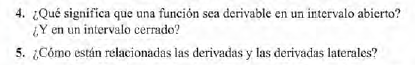 4. ¿Qué significa que una función sea derivable en un intervalo abierto?
¿Y en un intervalo cerrado?
5. ¿Cómo están relacionadas las derivadas y las derivadas laterales?